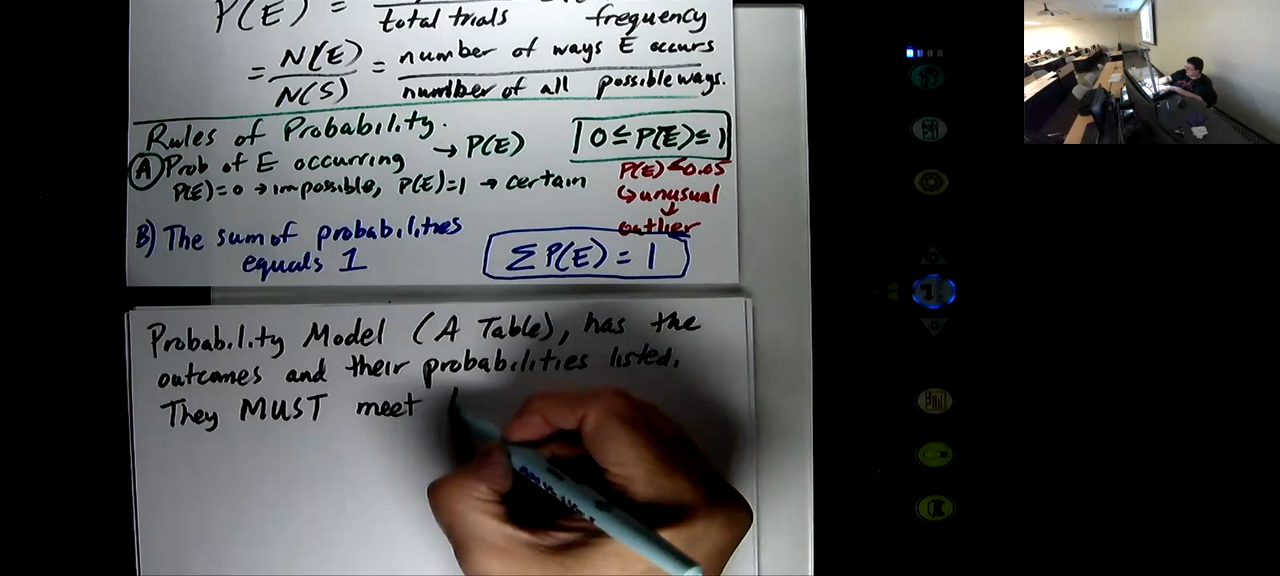 P(E) =
total trials
frequency
= N(E)/N(S) = number of ways E occurs / number of all possible ways.
Rules of Probability.
(A) Prob of E occurring → P(E) 0 ≤ P(E) ≤ 1
P(E)=0 → impossible, P(E)=1 → certain
P(E) < 0.05
↳ unusual
↓
outlier
B) The sum of probabilities
equals 1
∑ P(E) = 1
Probability Model (A Table), has the
outcomes and their probabilities listed.
They MUST meet